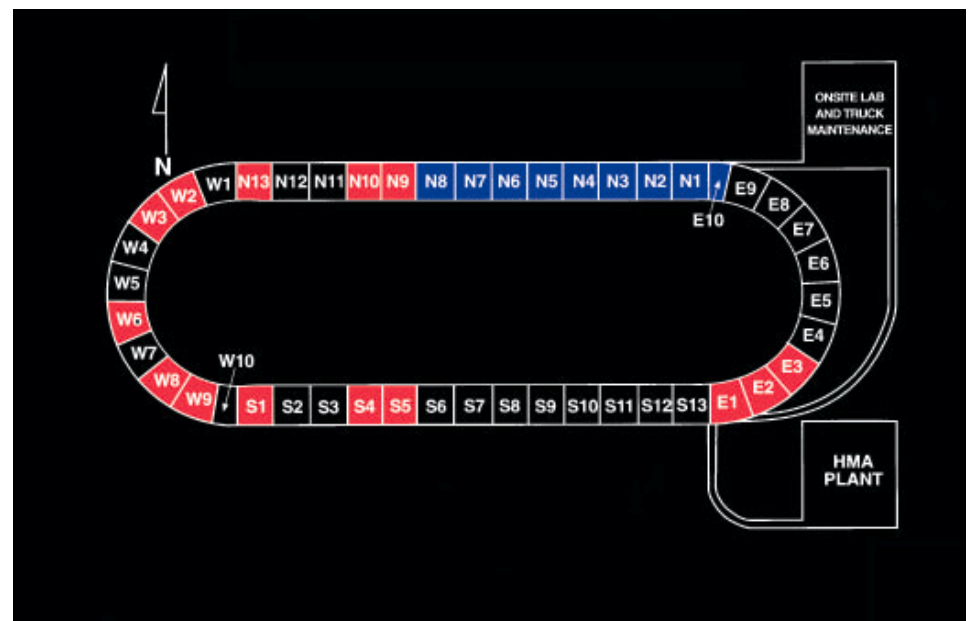 ONSITE LAB
AND TRUCK
MAINTENANCE
N
W1 N13 N12 N11 N10 N9 N8 N7 N6 N5 N4 N3 N2 N1 E9
E10
E8
E7
E6
E5
E4
E3
E2
E1
W2
W3
W4
W5
W6
W7
W8
W9
W10
S1 S2 S3 S4 S5 S6 S7 S8 S9 S10 S11 S12 S13
HMA
PLANT